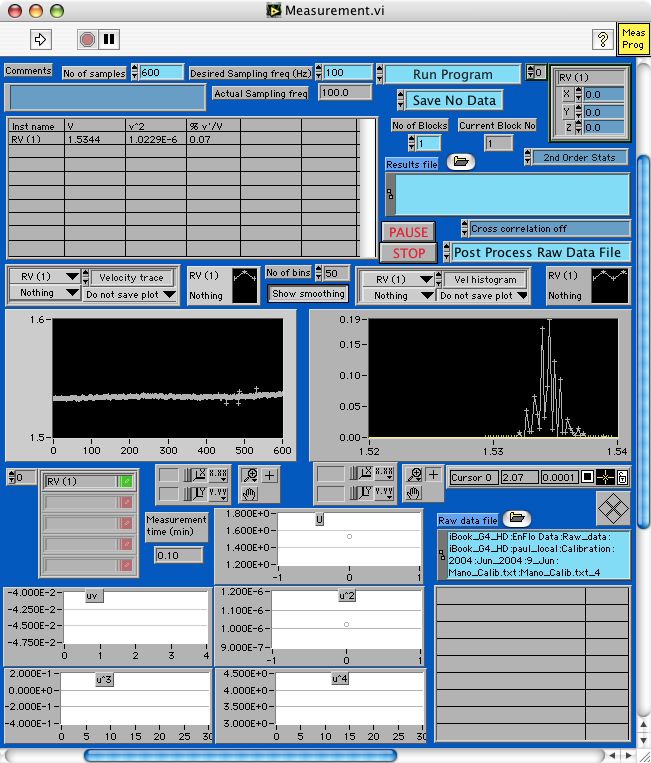 Measurement.vi
?
Meas
Prog
Comments
No of samples
600
Desired Sampling freq (Hz)
100
Run Program
0
RV (1)
X
0.0
Y
0.0
Z
0.0
Actual Sampling freq
100.0
Save No Data
Inst name V v^2 % v'/V
RV (1) 1.5344 1.0229E-6 0.07
No of Blocks
1
Current Block No
1
2nd Order Stats
Results file
PAUSE
STOP
Cross correlation off
Post Process Raw Data File
RV (1)
Velocity trace
Nothing
Do not save plot
RV (1)
Nothing
No of bins
50
Show smoothing
RV (1)
Vel histogram
Nothing
Do not save plot
RV (1)
Nothing
1.6
1.5
0 100 200 300 400 500 600
0.19
0.15
0.10
0.05
0.00
1.52 1.53 1.54
0
RV (1)
X X.XX
Y Y.YY
X X.XX
Y Y.YY
Cursor 0 2.07 0.0001
Measurement
time (min)
0.10
U
1.800E+0
1.600E+0
1.400E+0
1.200E+0
-1 0 1
Raw data file
iBook_G4_HD:EnFlo Data:Raw_data:
iBook_G4_HD:paul_local:Calibration:
2004:Jun_2004:9_Jun:
Mano_Calib.txt:Mano_Calib.txt_4
uv
-4.000E-2
-4.250E-2
-4.500E-2
-4.750E-2
0 1 2 3 4
u^2
1.200E-6
1.100E-6
1.000E-6
9.000E-7
-1 0 1
u^3
2.000E-1
0.000E+0
-2.000E-1
-4.000E-1
0 5 10 15 20 25 30
u^4
4.500E+0
4.000E+0
3.500E+0
3.000E+0
0 5 10 15 20 25 30